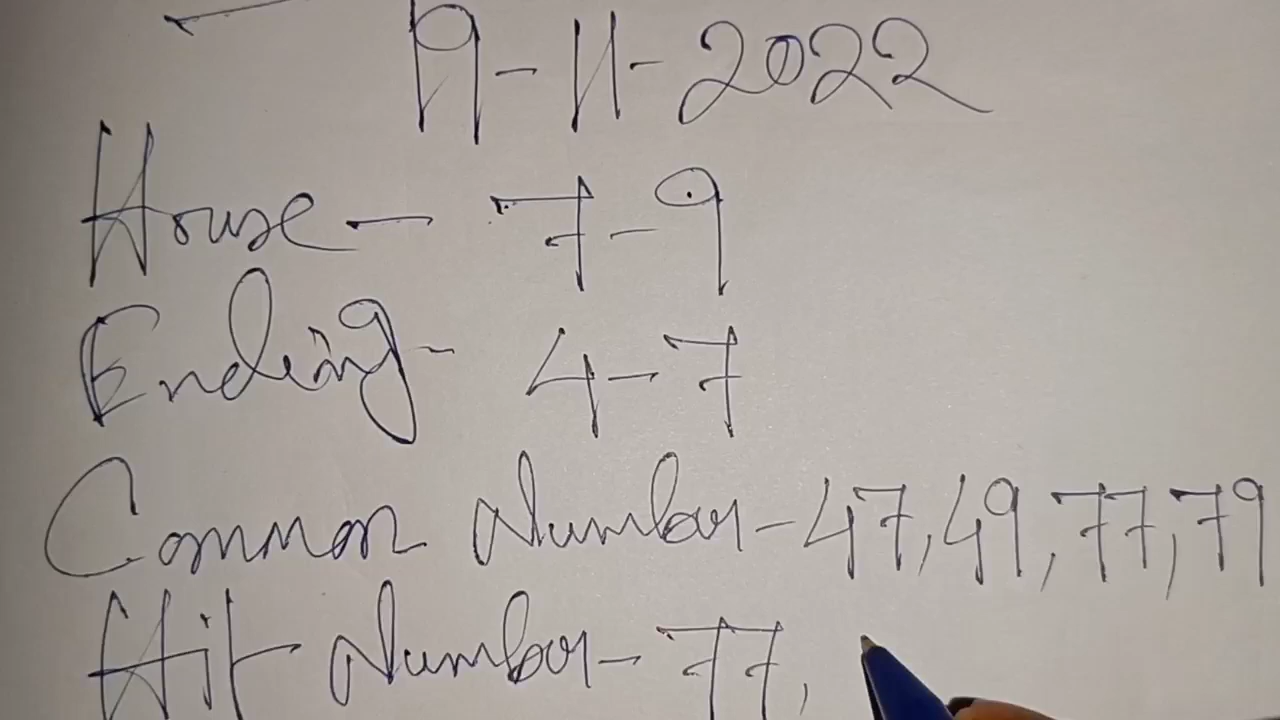 19-11-2022
House- 7-9
Ending- 4-7
Common Number-47,49,77,79
Hit Number-77,